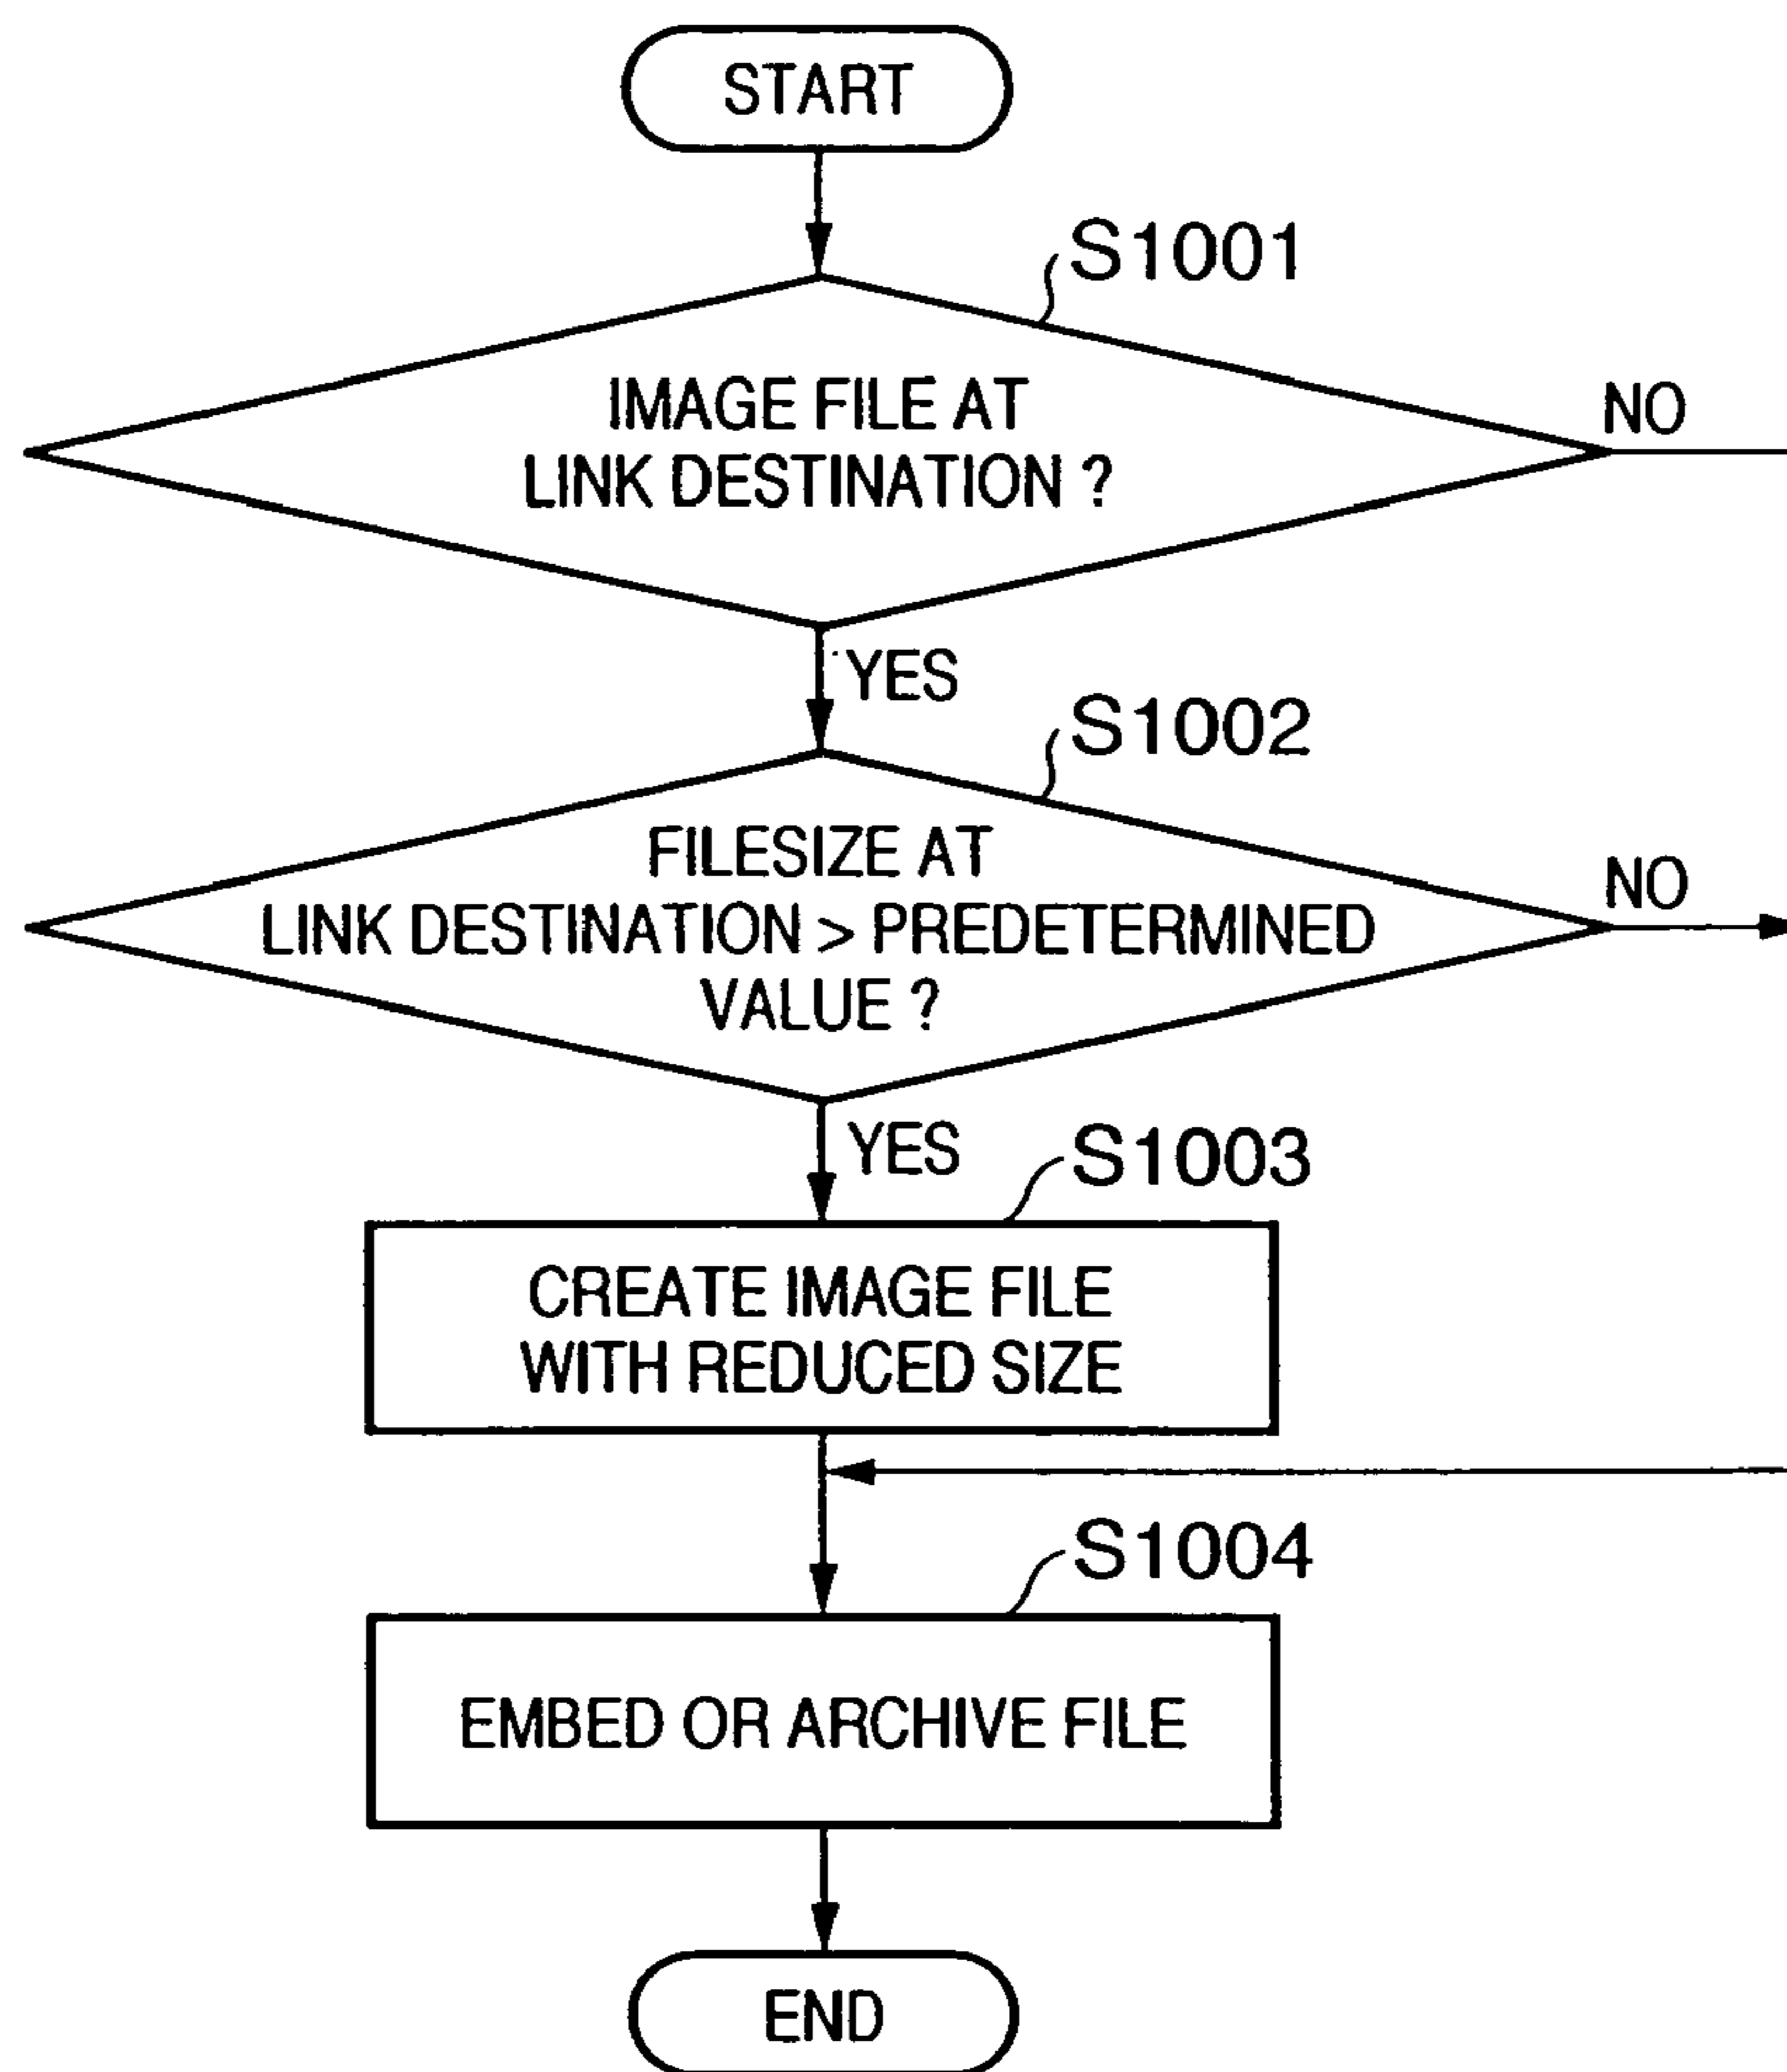 START
S1001
IMAGE FILE AT
LINK DESTINATION ?
NO
YES
S1002
FILESIZE AT
LINK DESTINATION > PREDETERMINED
VALUE ?
NO
YES
S1003
CREATE IMAGE FILE
WITH REDUCED SIZE
S1004
EMBED OR ARCHIVE FILE
END